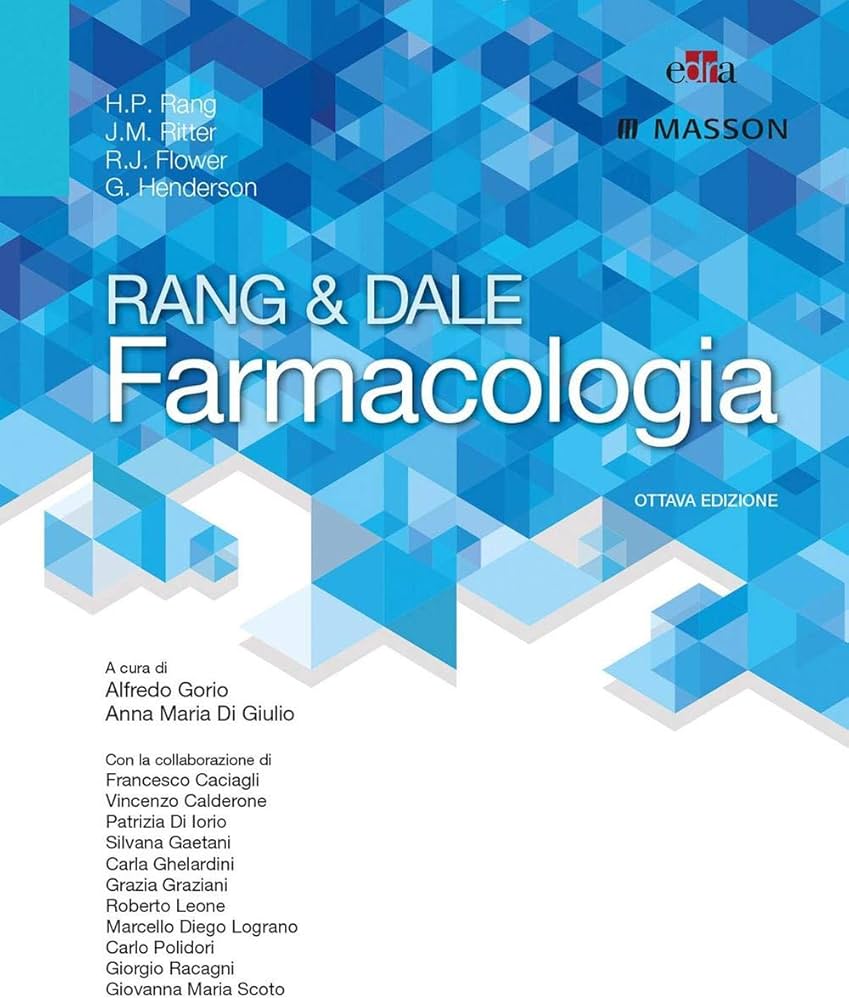 H.P. Rang
J.M. Ritter
R.J. Flower
G. Henderson
edra
MASSON
RANG & DALE
Farmacologia
OTTAVA EDIZIONE
A cura di
Alfredo Gorio
Anna Maria Di Giulio
Con la collaborazione di
Francesco Caciagli
Vincenzo Calderone
Patrizia Di Iorio
Silvana Gaetani
Carla Ghelardini
Grazia Graziani
Roberto Leone
Marcello Diego Lograno
Carlo Polidori
Giorgio Racagni
Giovanna Maria Scoto